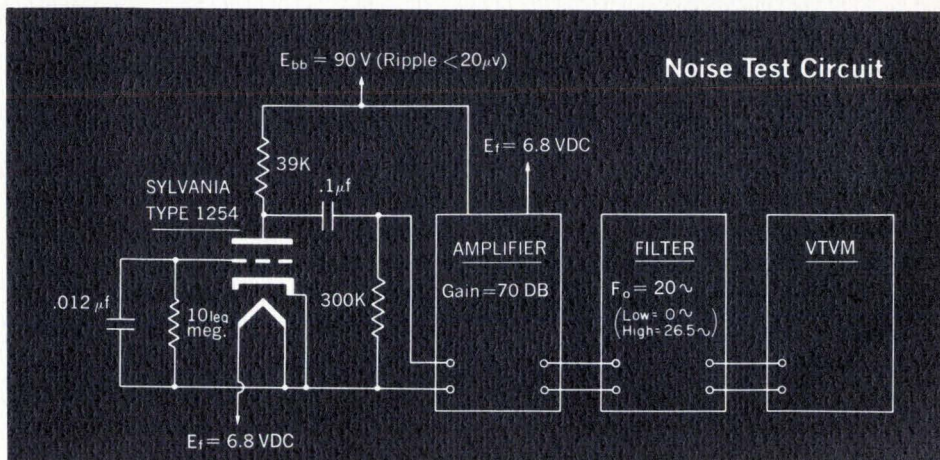 Noise Test Circuit
E_bb = 90 V (Ripple <20μv)
E_f = 6.8 VDC
39K
SYLVANIA
TYPE 1254
.1μf
AMPLIFIER
Gain=70 DB
FILTER
F_o = 20~
(Low= 0~
High=26.5~)
VTVM
.012 μf
meg.
300K
E_f = 6.8 VDC